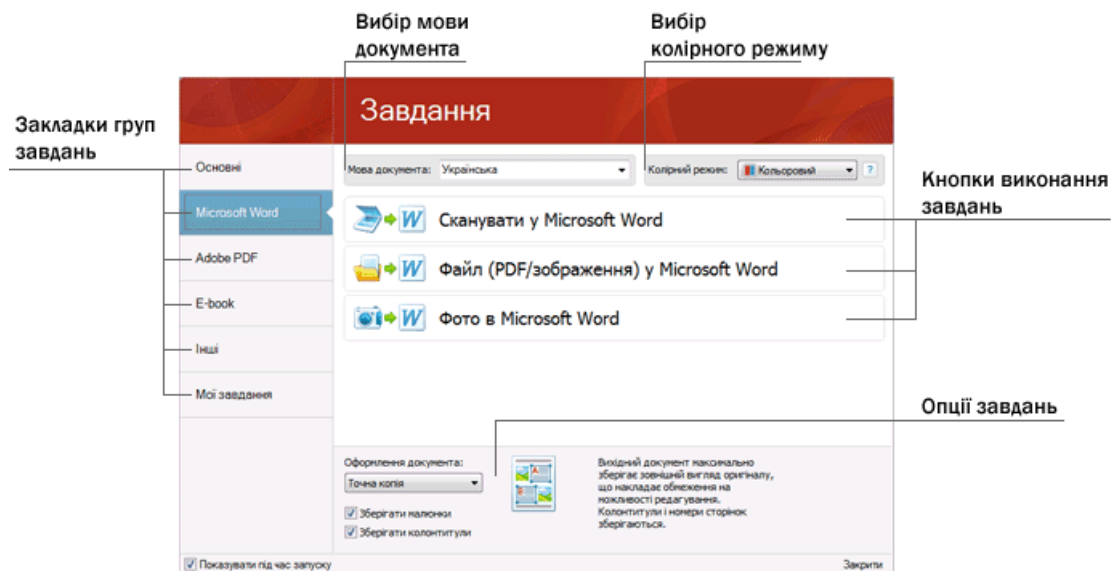 Вибір мови
документа
Вибір
колірного режиму
Закладки груп
завдань
Завдання
Основні
Мова документа: Українська
Колірний режим: Кольоровий ?
Кнопки виконання
завдань
Microsoft Word
Сканувати у Microsoft Word
Adobe PDF
Файл (PDF/зображення) у Microsoft Word
E-book
Фото в Microsoft Word
Інші
Мої завдання
Опції завдань
Оформлення документа:
Точна копія
Зберігати малюнки
Зберігати колонтитули
Вихідний документ максимально
зберігає зовнішній вигляд оригіналу,
що накладає обмеження на
можливості редагування.
Колонтитули і номери сторінок
зберігаються.
Показувати під час запуску
Закрити